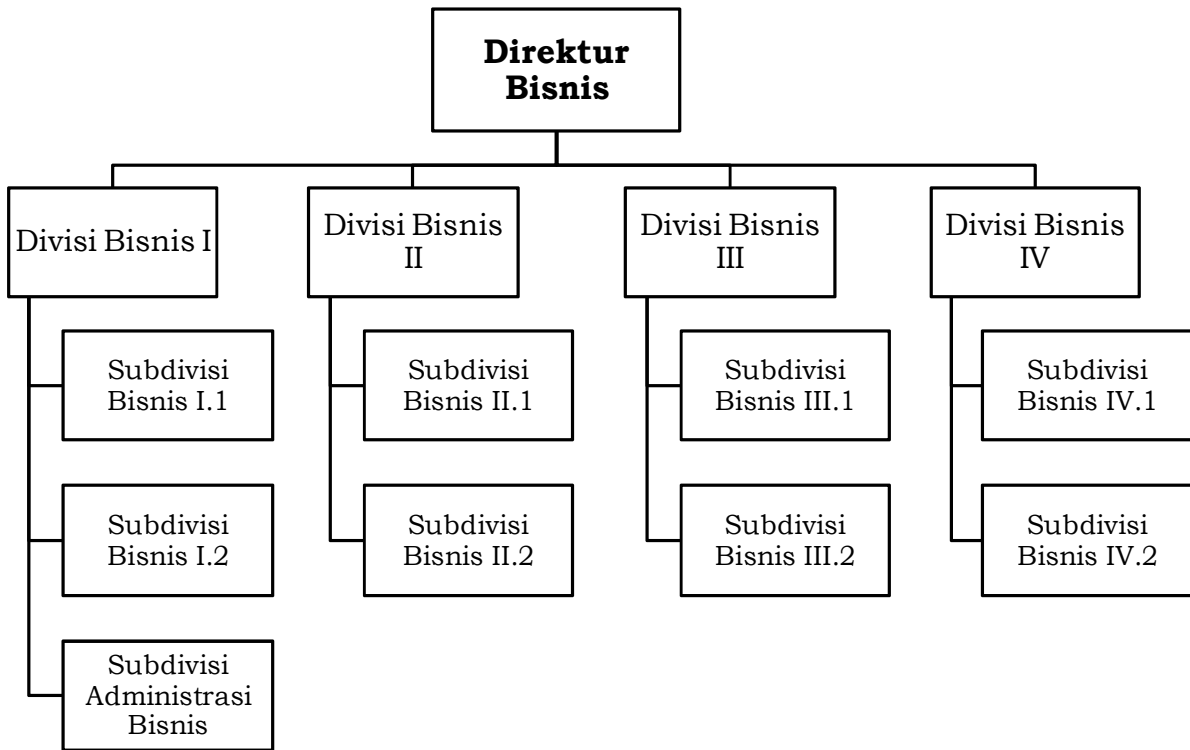 Direktur
Bisnis
Divisi Bisnis I
Divisi Bisnis
II
Divisi Bisnis
III
Divisi Bisnis
IV
Subdivisi
Bisnis I.1
Subdivisi
Bisnis II.1
Subdivisi
Bisnis III.1
Subdivisi
Bisnis IV.1
Subdivisi
Bisnis I.2
Subdivisi
Bisnis II.2
Subdivisi
Bisnis III.2
Subdivisi
Bisnis IV.2
Subdivisi
Administrasi
Bisnis